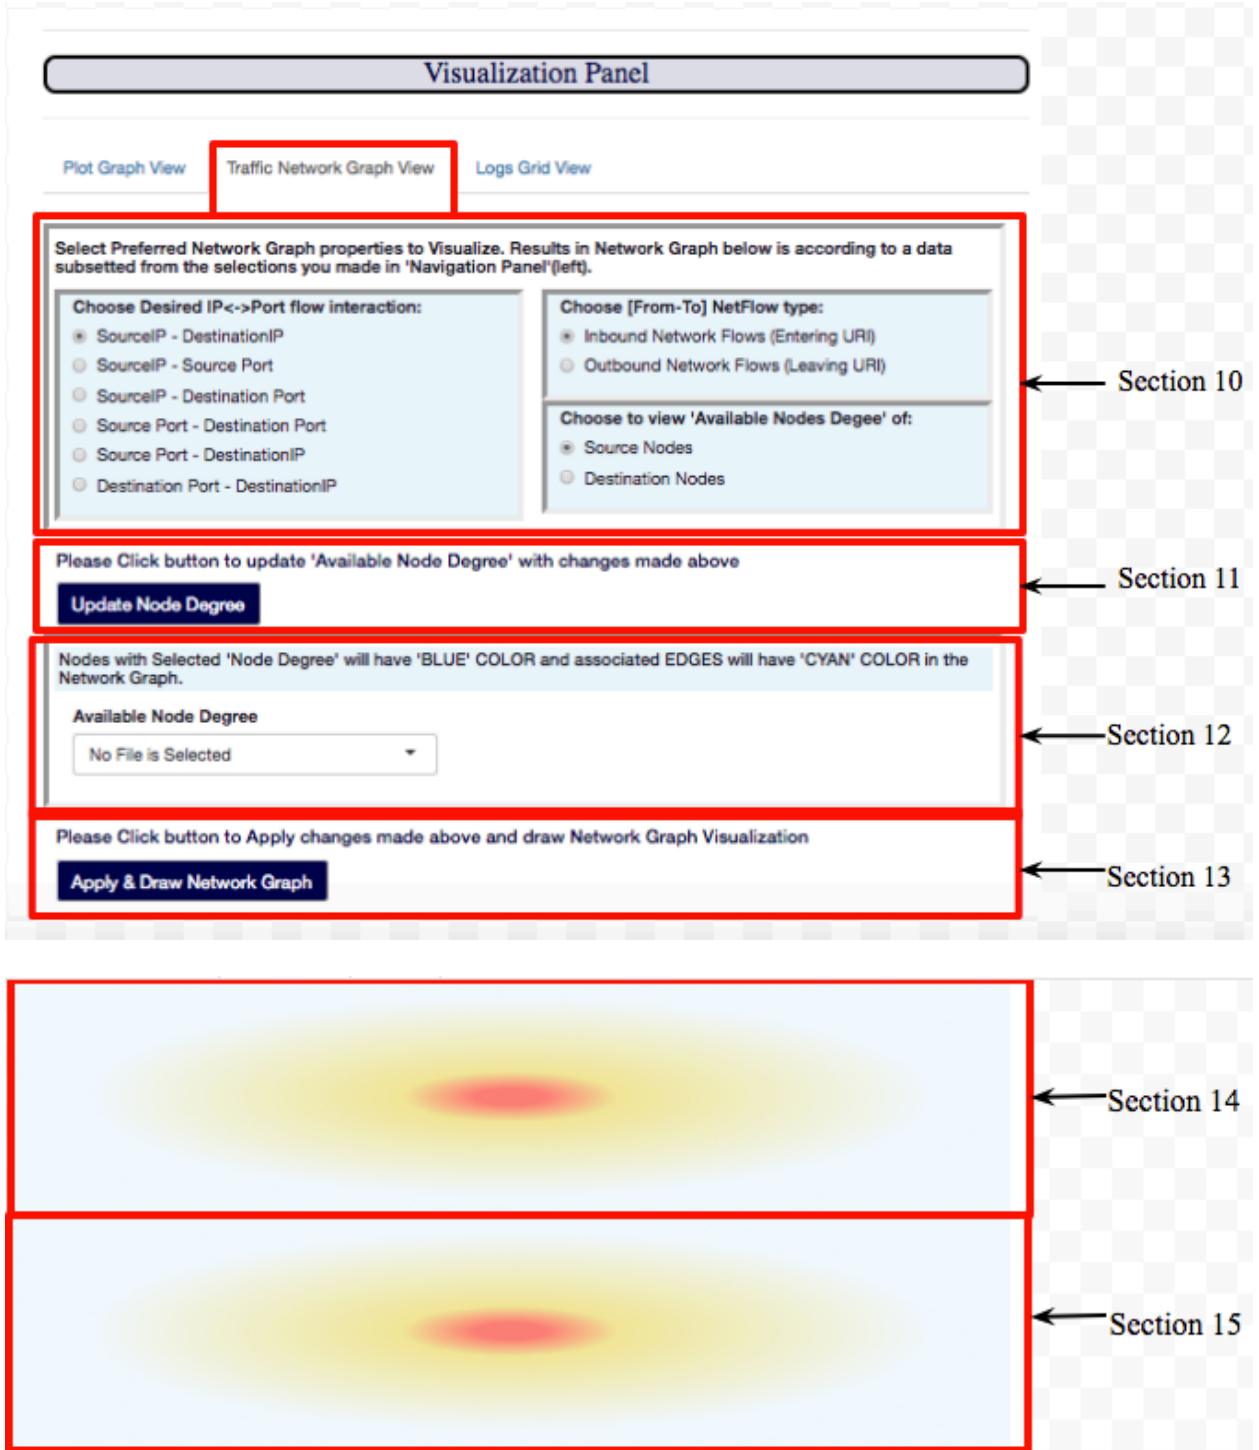 Visualization Panel
Plot Graph View
Traffic Network Graph View
Logs Grid View
Select Preferred Network Graph properties to Visualize. Results in Network Graph below is according to a data
subsetted from the selections you made in 'Navigation Panel'(left).
Choose Desired IP<->Port flow interaction:
SourceIP - DestinationIP
SourceIP - Source Port
SourceIP - Destination Port
Source Port - Destination Port
Source Port - DestinationIP
Destination Port - DestinationIP
Choose [From-To] NetFlow type:
Inbound Network Flows (Entering URI)
Outbound Network Flows (Leaving URI)
Choose to view 'Available Nodes Degee' of:
Source Nodes
Destination Nodes
Section 10
Please Click button to update 'Available Node Degree' with changes made above
Update Node Degree
Section 11
Nodes with Selected 'Node Degree' will have 'BLUE' COLOR and associated EDGES will have 'CYAN' COLOR in the
Network Graph.
Available Node Degree
No File is Selected
Section 12
Please Click button to Apply changes made above and draw Network Graph Visualization
Apply & Draw Network Graph
Section 13
Section 14
Section 15